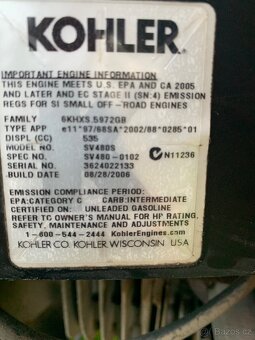 KOHLER
IMPORTANT ENGINE INFORMATION
THIS ENGINE MEETS U.S. EPA AND CA 2005
AND LATER AND EC STAGE II (SN:4) EMISSION
REGS FOR SI SMALL OFF-ROAD ENGINES
FAMILY 6KHXS.5972GB
TYPE APP e11*97/68SA*2002/88*0285*01
DISPL (CC) 535
MODEL NO. SV480S
SPEC NO. SV480-0102 N11236
SERIAL NO. 3624022133
BUILD DATE 08/28/2006
EMISSION COMPLIANCE PERIOD:
EPA: CATEGORY C CARB: INTERMEDIATE
CERTIFIED ON: UNLEADED GASOLINE
REFER TO OWNER'S MANUAL FOR HP RATING,
SAFETY, MAINTENANCE AND ADJUSTMENTS
1-800-544-2444 KohlerEngines.com
KOHLER CO. KOHLER, WISCONSIN USA
Bazoš.cz